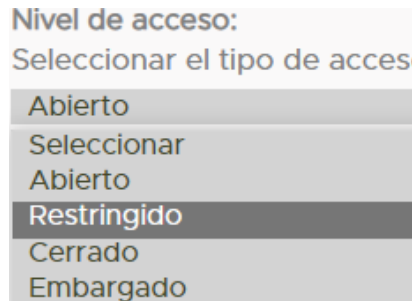 Nivel de acceso:
Seleccionar el tipo de acces
Abierto
Seleccionar
Abierto
Restringido
Cerrado
Embargado